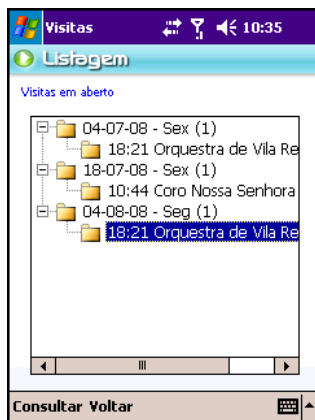 Visitas 10:35
Listagem
Visitas em aberto
04-07-08 - Sex (1)
18:21 Orquestra de Vila Re
18-07-08 - Sex (1)
10:44 Coro Nossa Senhora
04-08-08 - Seg (1)
18:21 Orquestra de Vila Re
Consultar Voltar